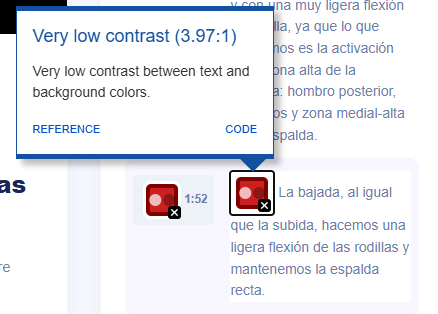 y con una muy ligera flexión
lla, ya que lo que
mos es la activación
ona alta de la
a: hombro posterior,
os y zona medial-alta
espalda.
Very low contrast (3.97:1)
Very low contrast between text and
background colors.
REFERENCE
CODE
as
re
1:52
La bajada, al igual
que la subida, hacemos una
ligera flexión de las rodillas y
mantenemos la espalda
recta.